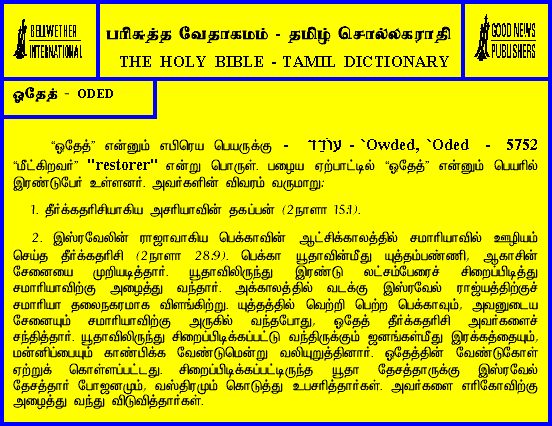 BELLWETHER
INTERNATIONAL
பரிசுத்த வேதாகமம் - தமிழ் சொல்லகராதி
THE HOLY BIBLE - TAMIL DICTIONARY
GOOD NEWS
PUBLISHERS
ஓதேத் - ODED
“ஓதேத்” என்னும் எபிரெய பெயருக்கு - עוֹדֵד - `Owded, `Oded - 5752
“மீட்கிறவர்” "restorer" என்று பொருள். பழைய ஏற்பாட்டில் “ஓதேத்” என்னும் பெயரில்
இரண்டுபேர் உள்ளனர். அவர்களின் விவரம் வருமாறு:
1. தீர்க்கதரிசியாகிய அசரியாவின் தகப்பன் (2நாளா 15:1).
2. இஸ்ரவேலின் ராஜாவாகிய பெக்காவின் ஆட்சிக்காலத்தில் சமாரியாவில் ஊழியம்
செய்த தீர்க்கதரிசி (2நாளா 28:9). பெக்கா யூதாவின்மீது யுத்தம்பண்ணி, ஆகாசின்
சேனையை முறியடித்தார். யூதாவிலிருந்து இரண்டு லட்சம்பேரைச் சிறைப்பிடித்து
சமாரியாவிற்கு அழைத்து வந்தார். அக்காலத்தில் வடக்கு இஸ்ரவேல் ராஜ்யத்திற்குச்
சமாரியா தலைநகரமாக விளங்கிற்று. யுத்தத்தில் வெற்றி பெற்ற பெக்காவும், அவனுடைய
சேனையும் சமாரியாவிற்கு அருகில் வந்தபோது, ஓதேத் தீர்க்கதரிசி அவர்களைச்
சந்தித்தார். யூதாவிலிருந்து சிறைப்பிடிக்கப்பட்டு வந்திருக்கும் ஜனங்கள்மீது இரக்கத்தையும்,
மன்னிப்பையும் காண்பிக்க வேண்டுமென்று வலியுறுத்தினார். ஓதேத்தின் வேண்டுகோள்
ஏற்றுக் கொள்ளப்பட்டது. சிறைப்பிடிக்கப்பட்டிருந்த யூதா தேசத்தாருக்கு இஸ்ரவேல்
தேசத்தார் போஜனமும், வஸ்திரமும் கொடுத்து உபசரித்தார்கள். அவர்களை எரிகோவிற்கு
அழைத்து வந்து விடுவித்தார்கள்.